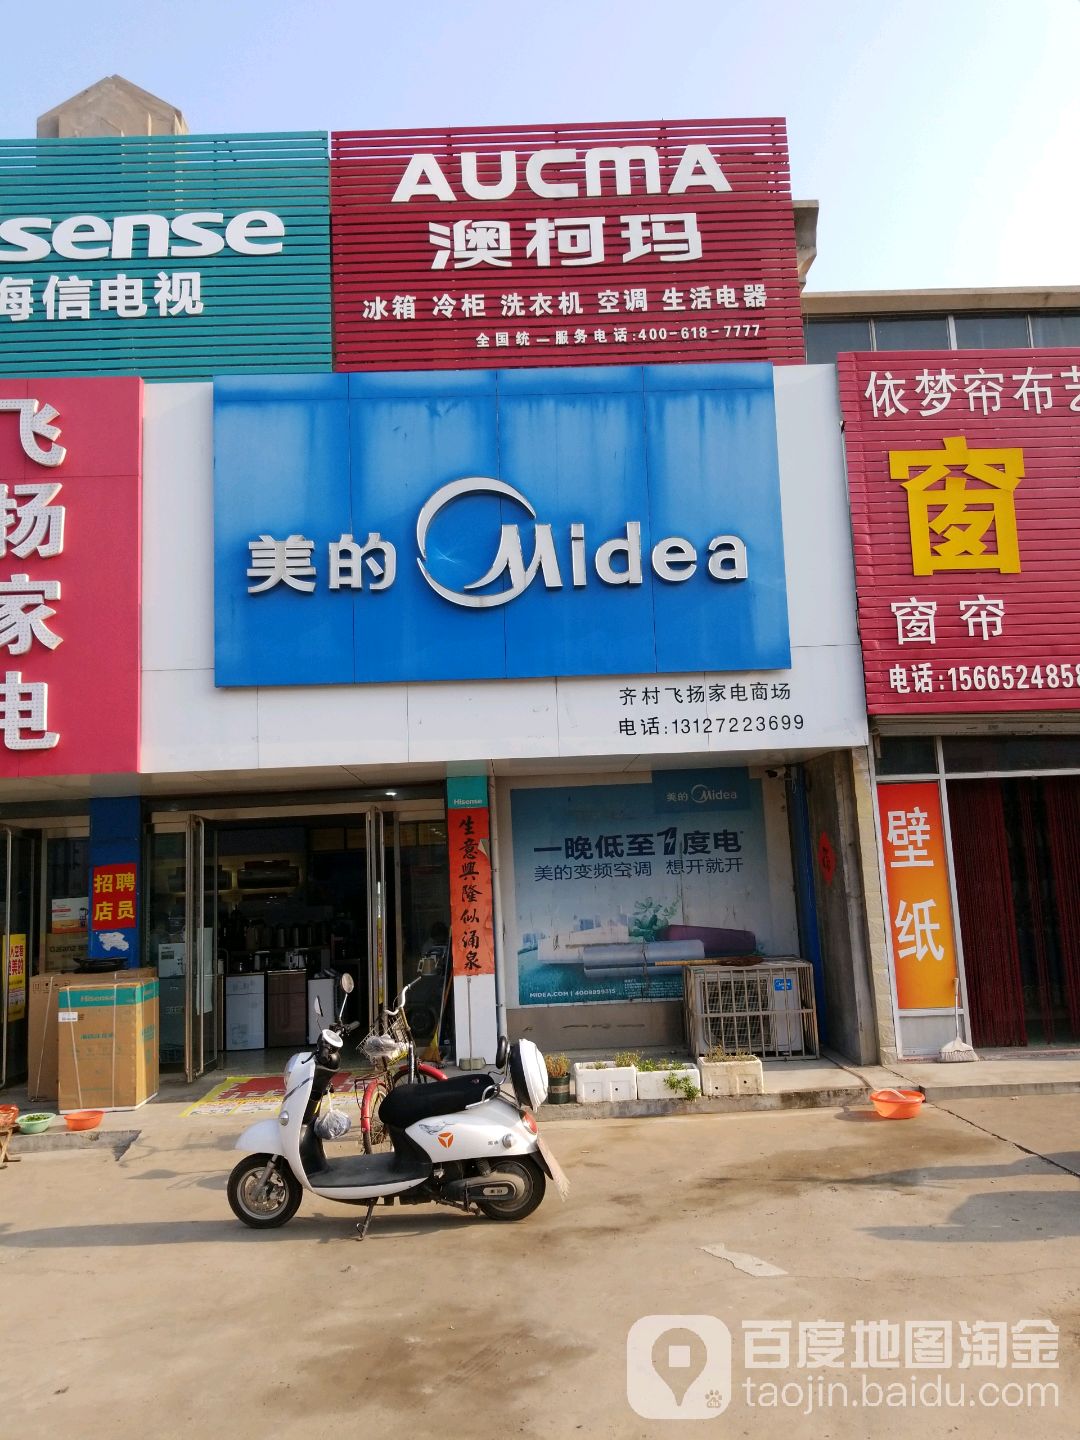 AUCMA
澳柯玛
冰箱 冷柜 洗衣机 空调 生活电器
全国统一服务电话:400-618-7777
sense
海信电视
飞扬家电
美的 Midea
齐村飞扬家电商场
电话:13127223699
依梦帘布艺
窗
窗帘
电话:1566524858
壁纸
Hisense
生意興隆似涌泉
招聘
店员
美的 Midea
一晚低至1度电
美的变频空调 想开就开
MIDEA.COM | 4008899315
Hisense
百度地图淘金
taojin.baidu.com